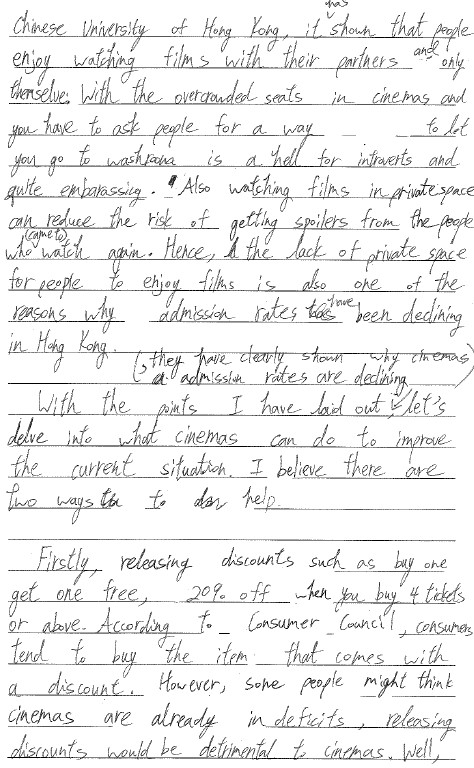 Chinese University of Hong Kong, it has shown that people
enjoy watching films with their partners and only
themselves. With the overcrowded seats in cinemas and
you have to ask people for a way to let
you go to washroom is a hell for introverts and
quite embarassing. Also watching films in private space
can reduce the risk of getting spoilers from the people
who (came to) watch again. Hence, the lack of private space
for people to enjoy films is also one of the
reasons why admission rates have been declining
in Hong Kong.
(they have clearly shown why cinemas
admission rates are declining)
With the points I have laid out, let's
delve into what cinemas can do to improve
the current situation. I believe there are
two ways to help.
Firstly, releasing discounts such as buy one
get one free, 20% off when you buy 4 tickets
or above. According to Consumer Council, consumers
tend to buy the item that comes with
a discount. However, some people might think
cinemas are already in deficits, releasing
discounts would be detrimental to cinemas. Well,